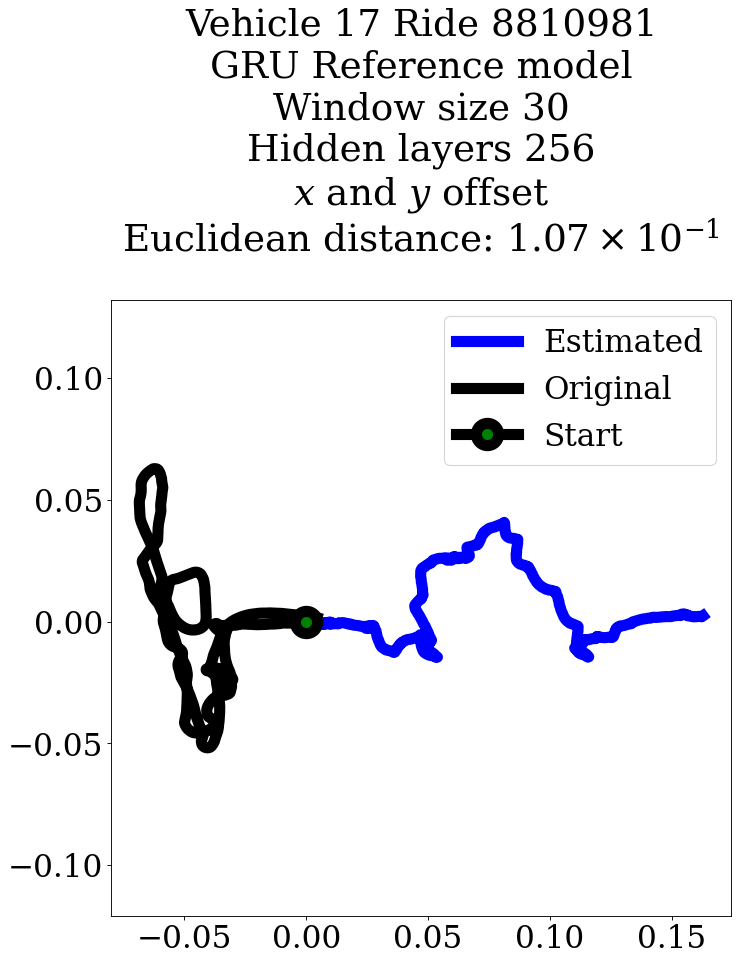 Vehicle 17 Ride 8810981
GRU Reference model
Window size 30
Hidden layers 256
x and y offset
Euclidean distance: 1.07 × 10⁻¹
Estimated
Original
Start
0.10
0.05
0.00
−0.05
−0.10
−0.05 0.00 0.05 0.10 0.15